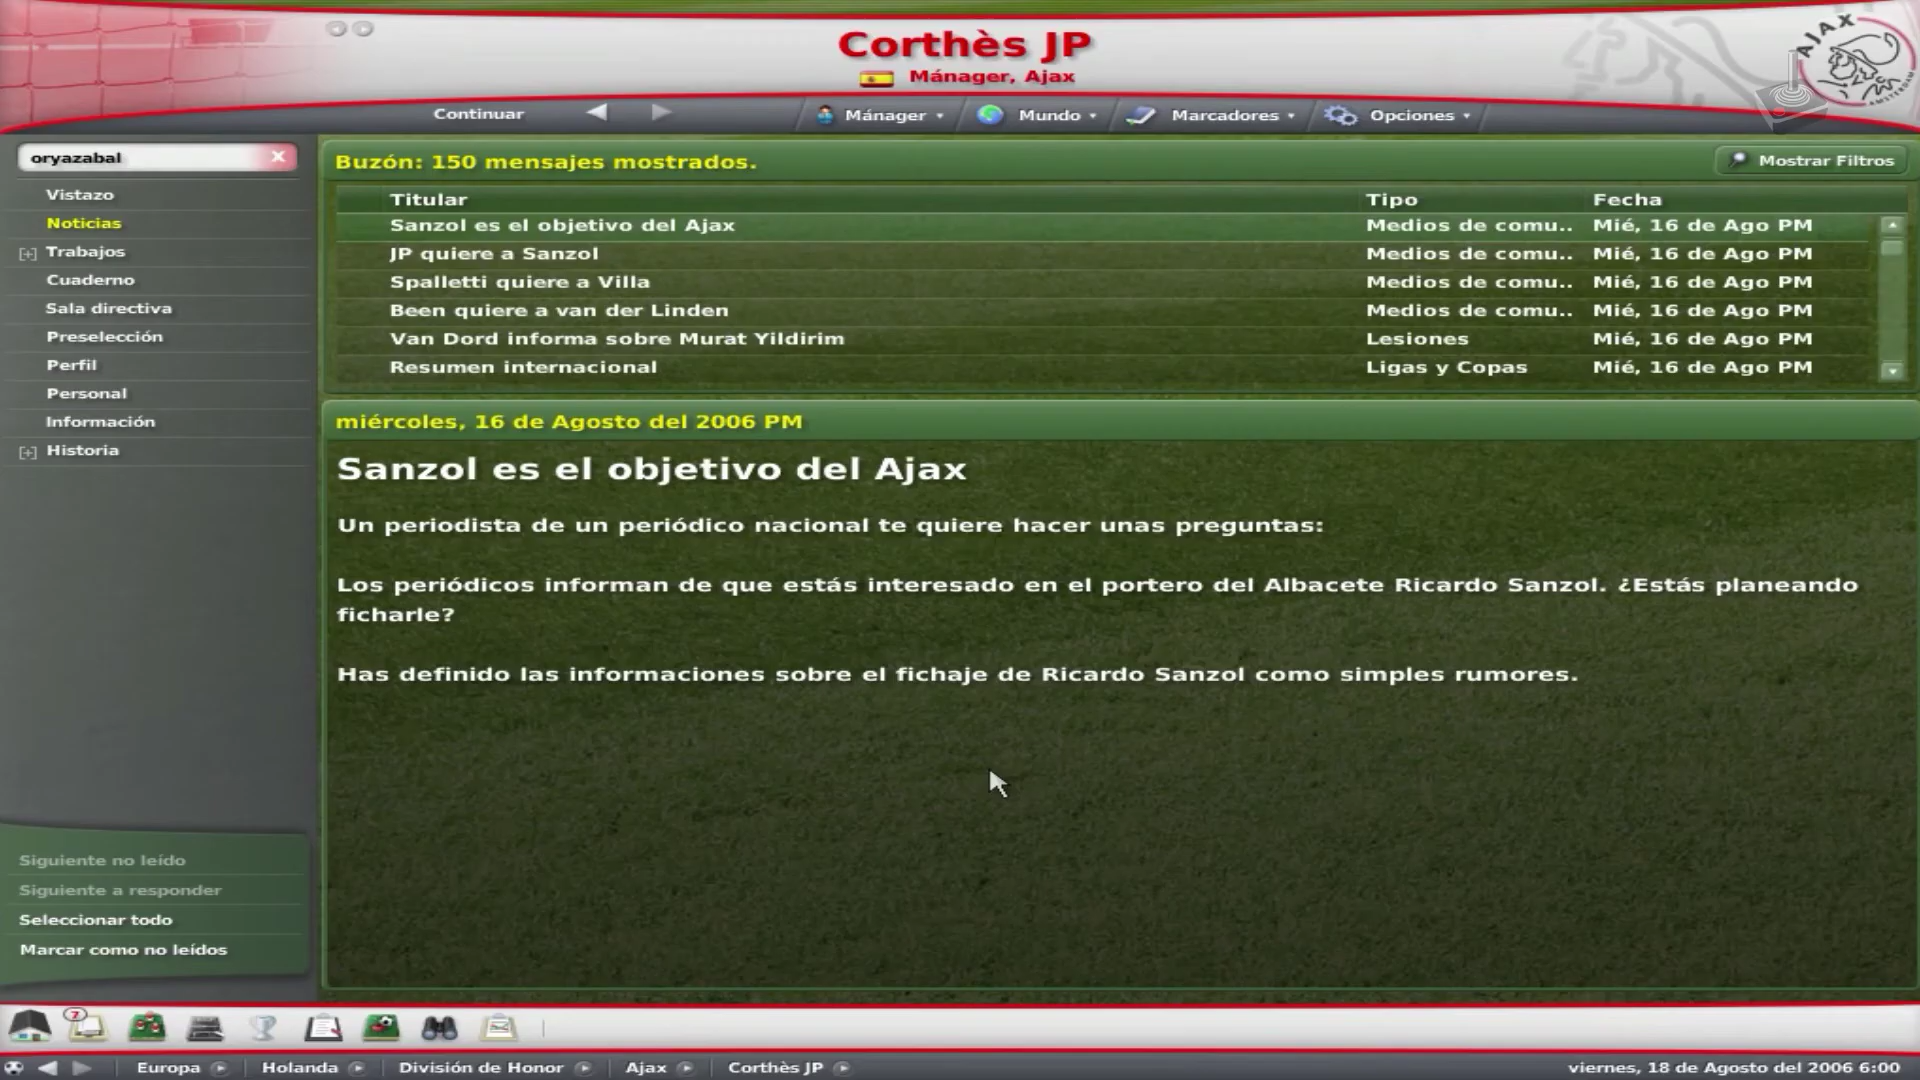 Corthès JP
Mánager, Ajax
AJAX
AMSTERDAM
Continuar
Mánager
Mundo
Marcadores
Opciones
oryazabal
Vistazo
Noticias
[+] Trabajos
Cuaderno
Sala directiva
Preselección
Perfil
Personal
Información
[+] Historia
Buzón: 150 mensajes mostrados.
Mostrar Filtros
Titular Tipo Fecha
Sanzol es el objetivo del Ajax Medios de comu.. Mié, 16 de Ago PM
JP quiere a Sanzol Medios de comu.. Mié, 16 de Ago PM
Spalletti quiere a Villa Medios de comu.. Mié, 16 de Ago PM
Been quiere a van der Linden Medios de comu.. Mié, 16 de Ago PM
Van Dord informa sobre Murat Yildirim Lesiones Mié, 16 de Ago PM
Resumen internacional Ligas y Copas Mié, 16 de Ago PM
miércoles, 16 de Agosto del 2006 PM
Sanzol es el objetivo del Ajax
Un periodista de un periódico nacional te quiere hacer unas preguntas:
Los periódicos informan de que estás interesado en el portero del Albacete Ricardo Sanzol. ¿Estás planeando
ficharle?
Has definido las informaciones sobre el fichaje de Ricardo Sanzol como simples rumores.
Siguiente no leído
Siguiente a responder
Seleccionar todo
Marcar como no leídos
7
Europa
Holanda
División de Honor
Ajax
Corthès JP
viernes, 18 de Agosto del 2006 6:00